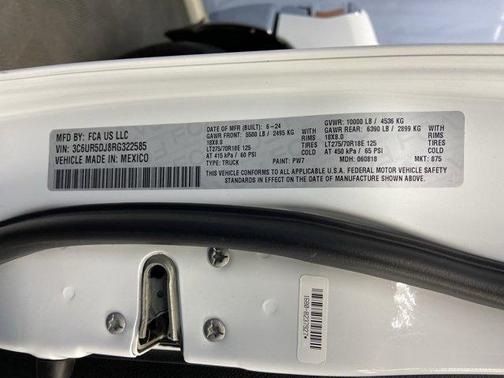 MFD BY: FCA US LLC
VIN: 3C6UR5DJ8RG322585
VEHICLE MADE IN: MEXICO
DATE OF MFR (BUILT): 6-24
GVWR: 10000 LB / 4536 KG
GAWR FRONT: 5500 LB / 2495 KG WITH
GAWR REAR: 6390 LB / 2899 KG WITH
18X8.0 RIMS
18X8.0 RIMS
LT275/70R18E 125 TIRES
LT275/70R18E 125 TIRES
AT 415 kPa / 60 PSI COLD
AT 450 kPa / 65 PSI COLD
TYPE: TRUCK PAINT: PW7 MDH: 060818 MKT: 875
THIS VEHICLE CONFORMS TO ALL APPLICABLE U.S.A. FEDERAL MOTOR VEHICLE SAFETY
STANDARDS IN EFFECT ON THE DATE OF MANUFACTURE SHOWN ABOVE